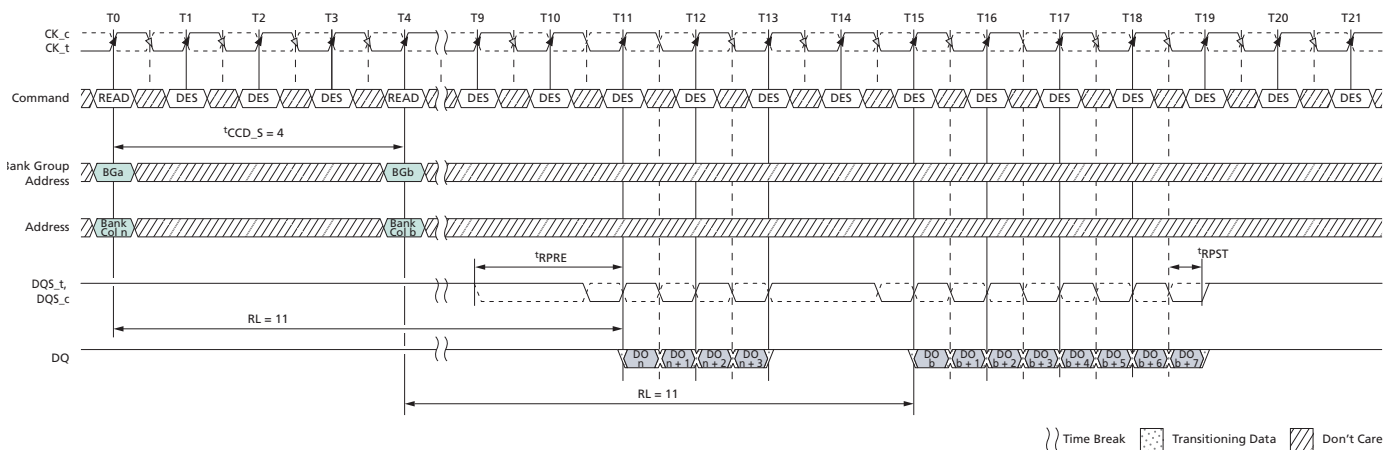 T0 T1 T2 T3 T4 T9 T10 T11 T12 T13 T14 T15 T16 T17 T18 T19 T20 T21
CK_c
CK_t
Command READ DES DES DES READ DES DES DES DES DES DES DES DES DES DES DES DES DES
tCCD_S = 4
Bank Group
Address
BGa BGb
Address
Bank
Col n
Bank
Col b
tRPRE tRPST
DQS_t,
DQS_c
RL = 11
DQ
DO
n
DO
n + 1
DO
n + 2
DO
n + 3
DO
b
DO
b + 1
DO
b + 2
DO
b + 3
DO
b + 4
DO
b + 5
DO
b + 6
DO
b + 7
RL = 11
Time Break Transitioning Data Don't Care